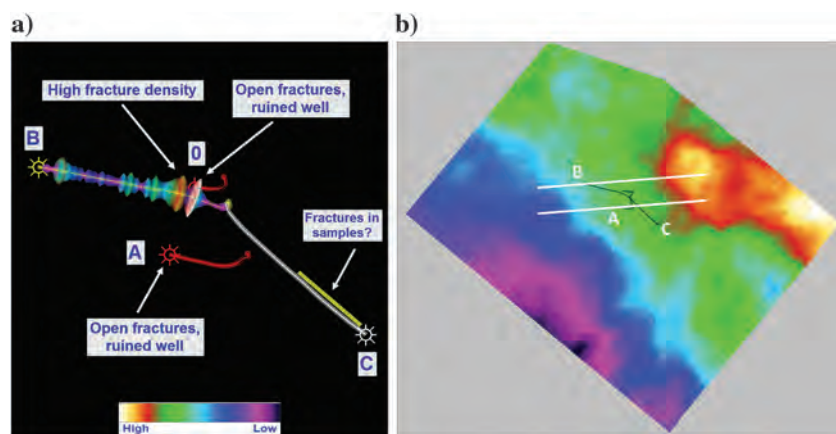 a)
High fracture density
Open fractures,
ruined well
B
0
Fractures in
samples?
A
Open fractures,
ruined well
C
High
Low
b)
B
A
C